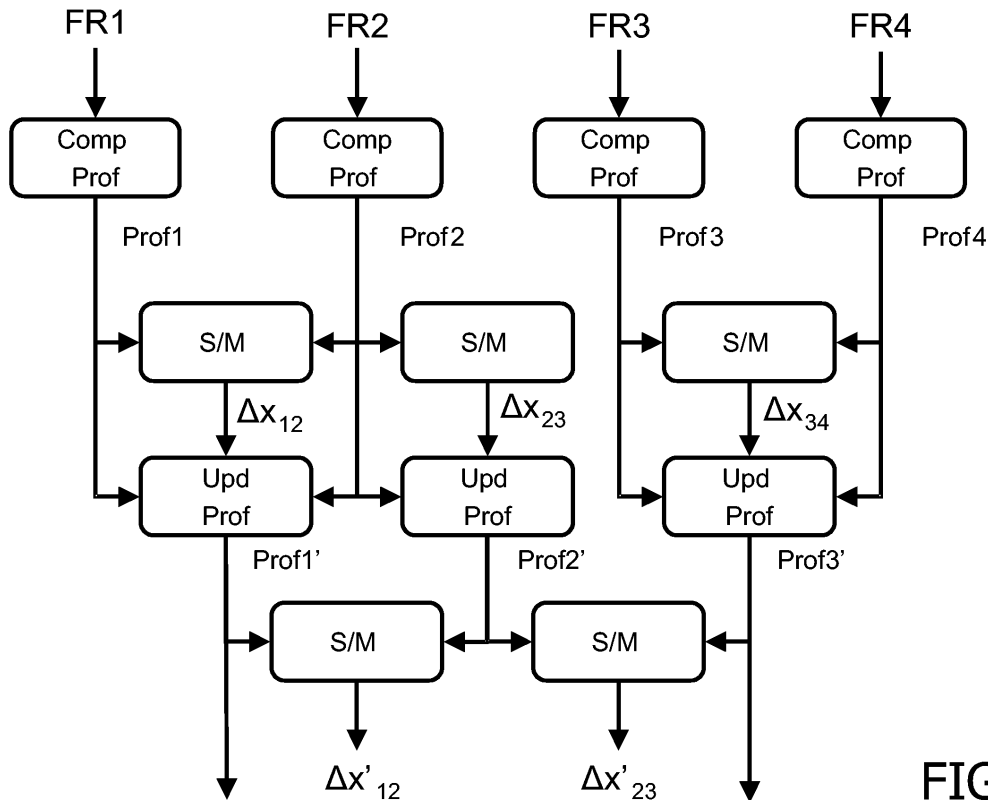 FR1 FR2 FR3 FR4
Comp Comp Comp Comp
Prof Prof Prof Prof
Prof1 Prof2 Prof3 Prof4
S/M S/M S/M
Δx12 Δx23 Δx34
Upd Upd Upd
Prof Prof Prof
Prof1’ Prof2’ Prof3’
S/M S/M
Δx’12 Δx’23
FIG